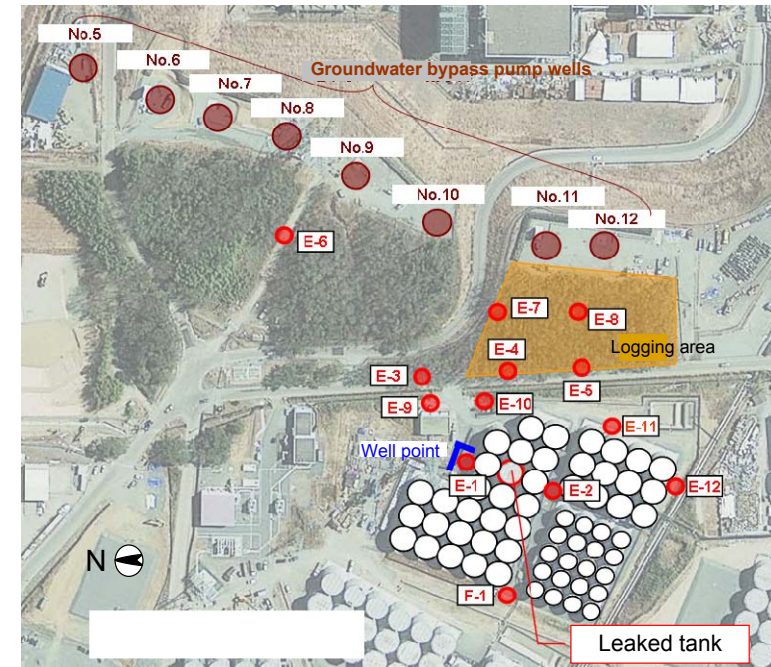 No.5
No.6
No.7
Groundwater bypass pump wells
No.8
No.9
No.10
No.11
No.12
E-6
E-7
E-8
Logging area
E-4
E-5
E-3
E-9
E-10
E-11
Well point
E-1
E-2
E-12
N
F-1
Leaked tank